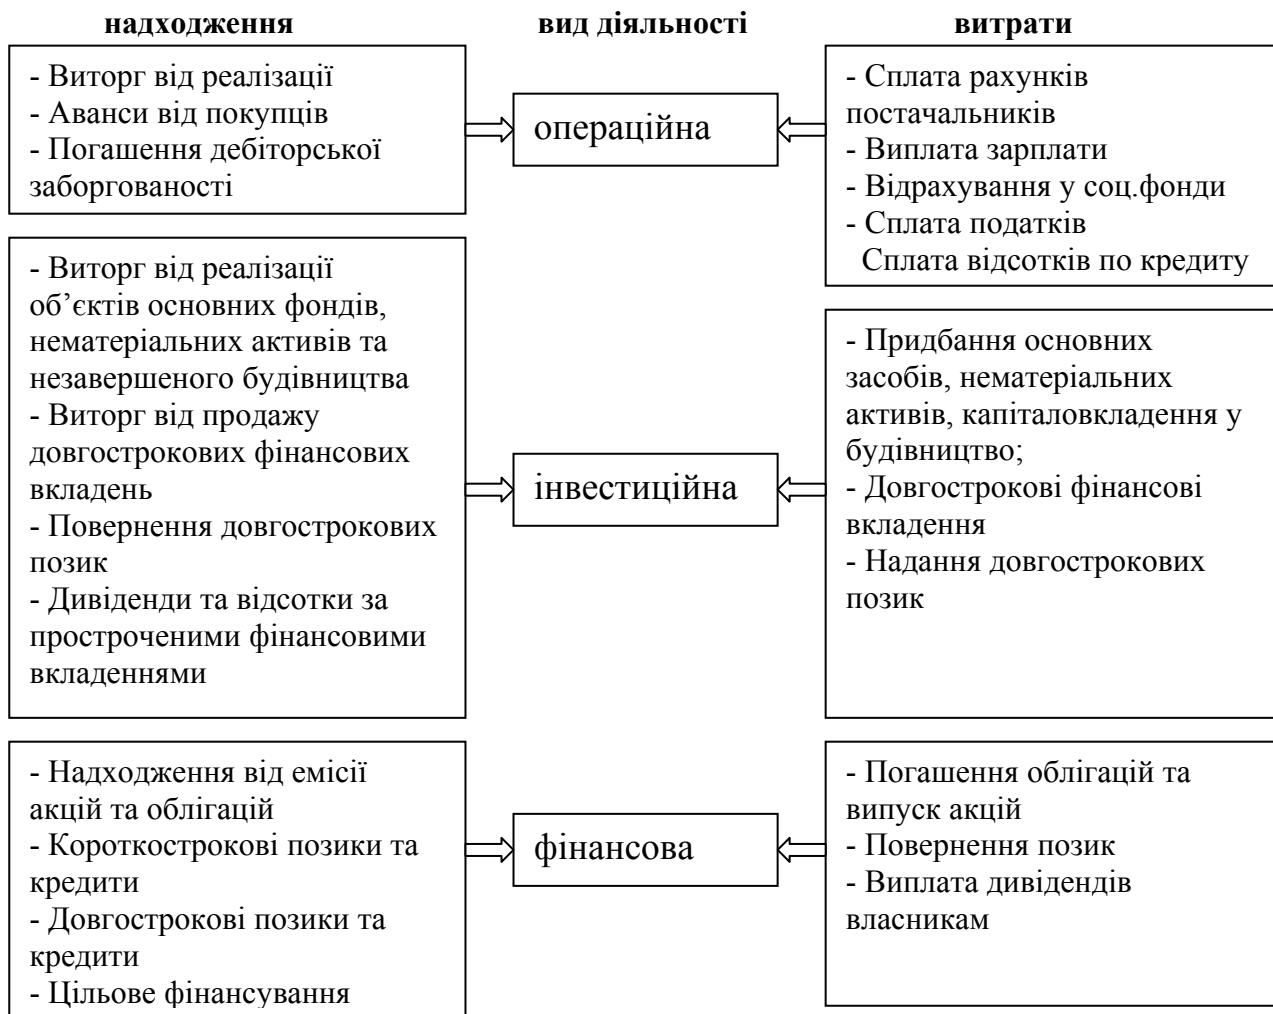 надходження
вид діяльності
витрати
- Виторг від реалізації
- Аванси від покупців
- Погашення дебіторської
заборгованості
операційна
- Сплата рахунків
постачальників
- Виплата зарплати
- Відрахування у соц.фонди
- Сплата податків
Сплата відсотків по кредиту
- Виторг від реалізації
об’єктів основних фондів,
нематеріальних активів та
незавершеного будівництва
- Виторг від продажу
довгострокових фінансових
вкладень
- Повернення довгострокових
позик
- Дивіденди та відсотки за
простроченими фінансовими
вкладеннями
інвестиційна
- Придбання основних
засобів, нематеріальних
активів, капіталовкладення у
будівництво;
- Довгострокові фінансові
вкладення
- Надання довгострокових
позик
- Надходження від емісії
акцій та облігацій
- Короткострокові позики та
кредити
- Довгострокові позики та
кредити
- Цільове фінансування
фінансова
- Погашення облігацій та
випуск акцій
- Повернення позик
- Виплата дивідендів
власникам